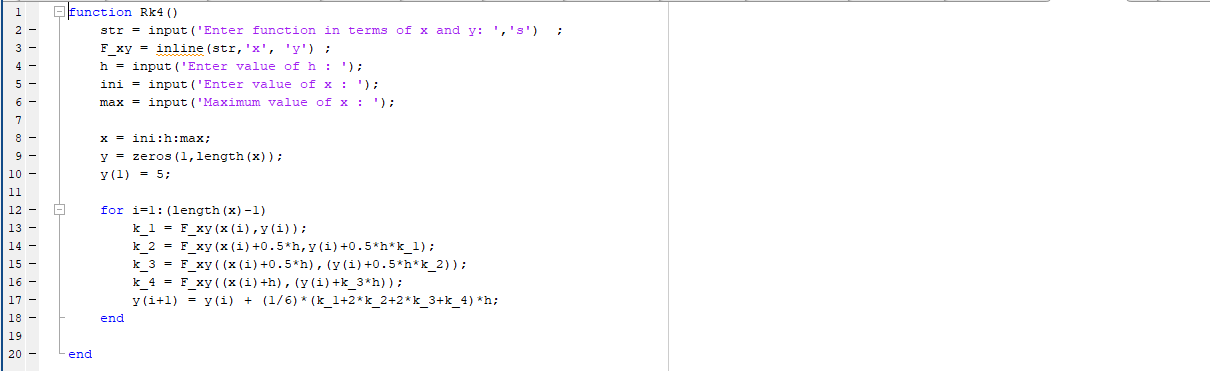 1 function Rk4()
2 - str = input('Enter function in terms of x and y: ','s') ;
3 - F_xy = inline(str,'x', 'y') ;
4 - h = input('Enter value of h : ');
5 - ini = input('Enter value of x : ');
6 - max = input('Maximum value of x : ');
7
8 - x = ini:h:max;
9 - y = zeros(1,length(x));
10 - y(1) = 5;
11
12 - for i=1:(length(x)-1)
13 - k_1 = F_xy(x(i),y(i));
14 - k_2 = F_xy(x(i)+0.5*h,y(i)+0.5*h*k_1);
15 - k_3 = F_xy((x(i)+0.5*h),(y(i)+0.5*h*k_2));
16 - k_4 = F_xy((x(i)+h),(y(i)+k_3*h));
17 - y(i+1) = y(i) + (1/6)*(k_1+2*k_2+2*k_3+k_4)*h;
18 - end
19
20 - end